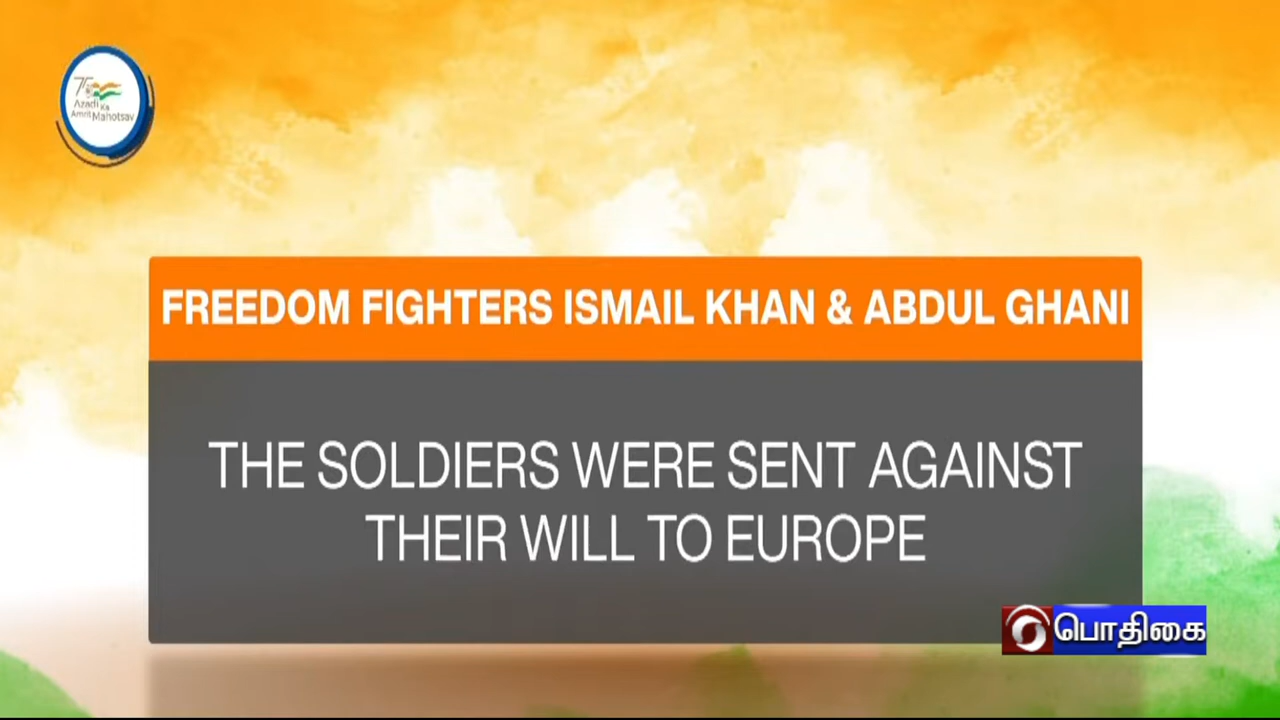 75
Azadi Ka
Amrit Mahotsav
FREEDOM FIGHTERS ISMAIL KHAN & ABDUL GHANI
THE SOLDIERS WERE SENT AGAINST
THEIR WILL TO EUROPE
பொதிகை